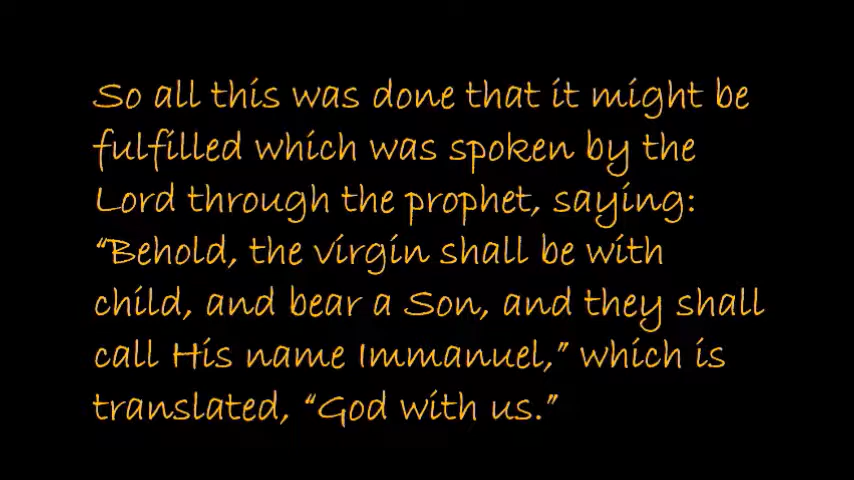 So all this was done that it might be
fulfilled which was spoken by the
Lord through the prophet, saying:
“Behold, the virgin shall be with
child, and bear a Son, and they shall
call His name Immanuel,” which is
translated, “God with us.”